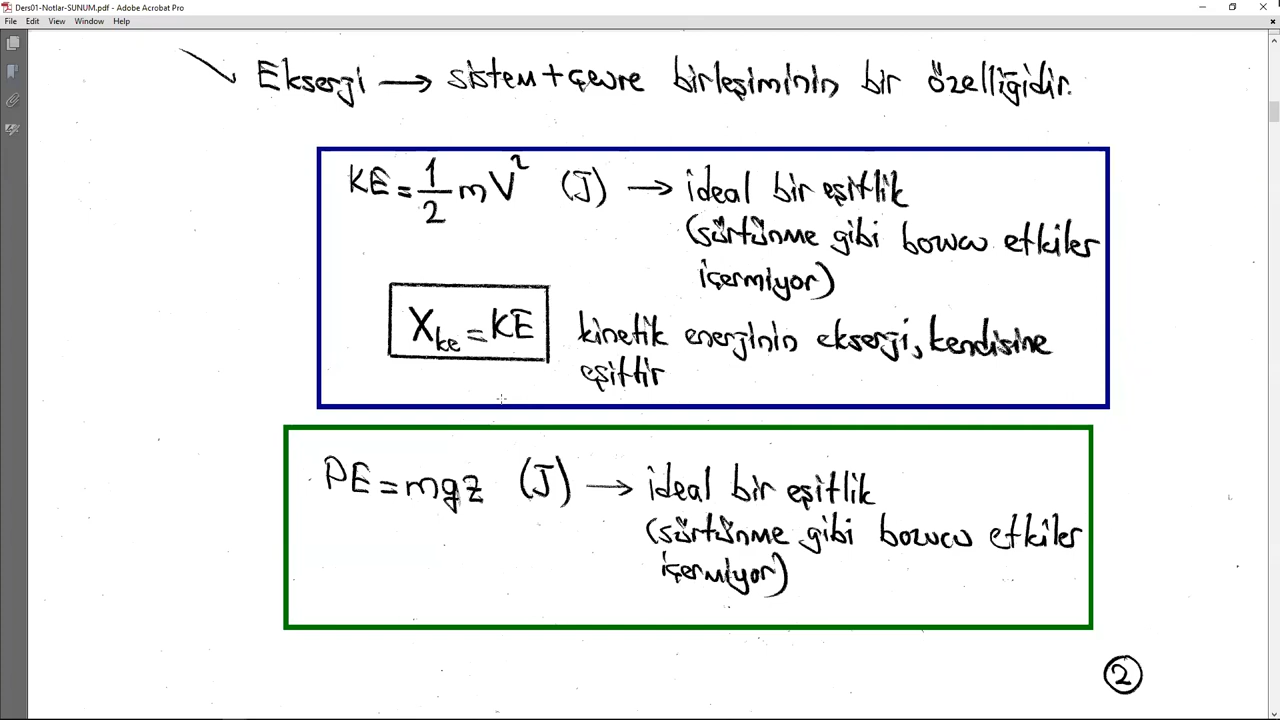 Ders01-Notlar-SUNUM.pdf - Adobe Acrobat Pro
File Edit View Window Help
Eksergi → sistem+çevre birleşiminin bir özelliğidir.
KE = 1/2 mV² (J) → ideal bir eşitlik
(sürtünme gibi bozucu etkiler
içermiyor)
Xke = KE kinetik enerjinin eksergi, kendisine
eşittir
PE = mgz (J) → ideal bir eşitlik
(sürtünme gibi bozucu etkiler
içermiyor)
2